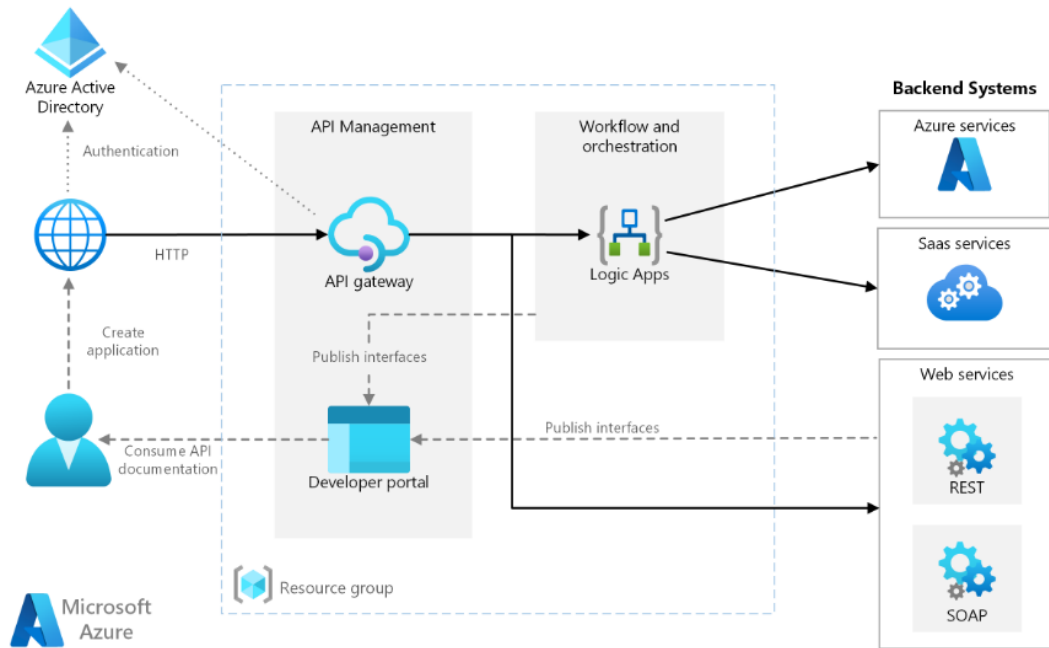 Azure Active
Directory
Authentication
HTTP
Create
application
Consume API
documentation
API Management
API gateway
Publish interfaces
Developer portal
Workflow and
orchestration
Logic Apps
Publish interfaces
Resource group
Backend Systems
Azure services
Saas services
Web services
REST
SOAP
Microsoft
Azure